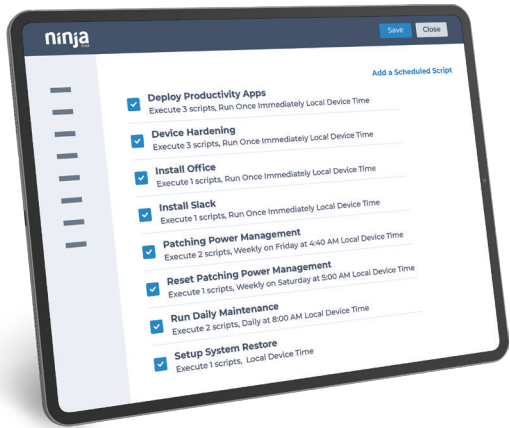 ninja
Save
Close
Add a Scheduled Script
Deploy Productivity Apps
Execute 3 scripts, Run Once Immediately Local Device Time
Device Hardening
Execute 3 scripts, Run Once Immediately Local Device Time
Install Office
Execute 1 scripts, Run Once Immediately Local Device Time
Install Slack
Execute 1 scripts, Run Once Immediately Local Device Time
Patching Power Management
Execute 2 scripts, Weekly on Friday at 4:40 AM Local Device Time
Reset Patching Power Management
Execute 1 scripts, Weekly on Saturday at 5:00 AM Local Device Time
Run Daily Maintenance
Execute 2 scripts, Daily at 8:00 AM Local Device Time
Setup System Restore
Execute 1 scripts, Local Device Time